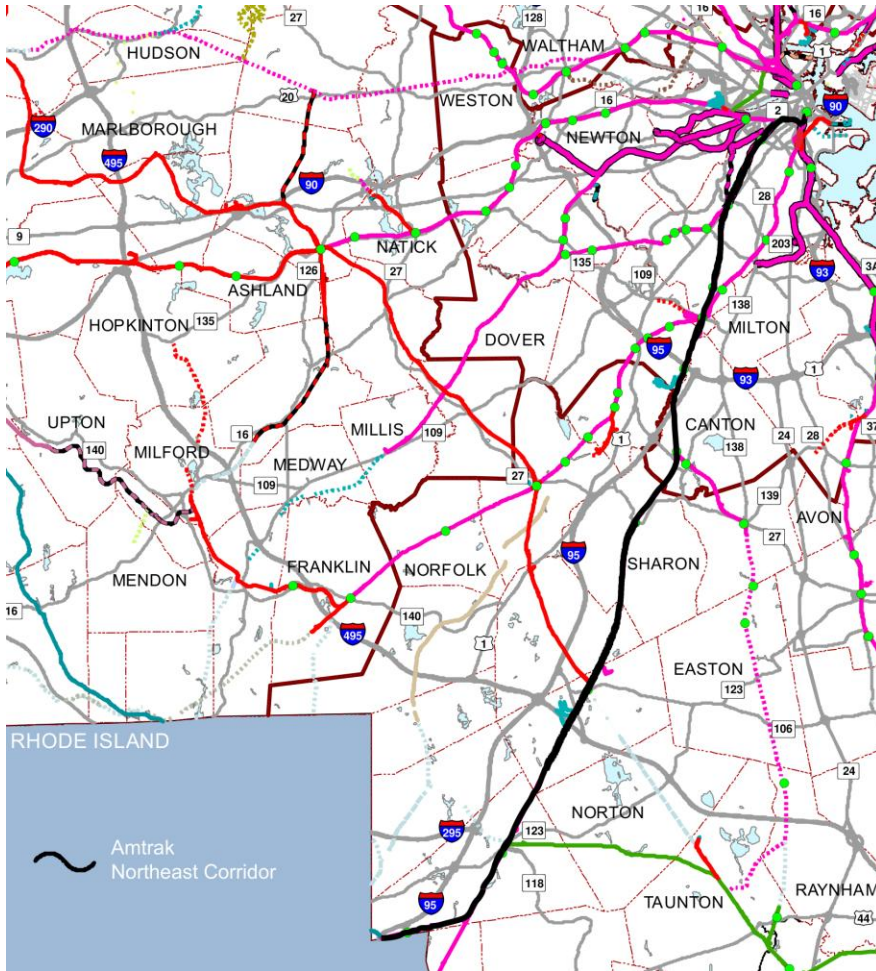 27
128
16
16
1
HUDSON
WALTHAM
20
WESTON
16
2
90
290
MARLBOROUGH
NEWTON
495
90
28
9
NATICK
203
126
27
135
109
93
3A
ASHLAND
HOPKINTON
135
DOVER
138
MILTON
95
1
93
UPTON
140
16
MILLIS
109
1
CANTON
24
28
37
MILFORD
MEDWAY
138
109
27
139
AVON
27
95
FRANKLIN
NORFOLK
SHARON
MENDON
16
495
140
1
EASTON
123
106
RHODE ISLAND
24
NORTON
Amtrak
Northeast Corridor
295
123
118
95
TAUNTON
RAYNHAM
44